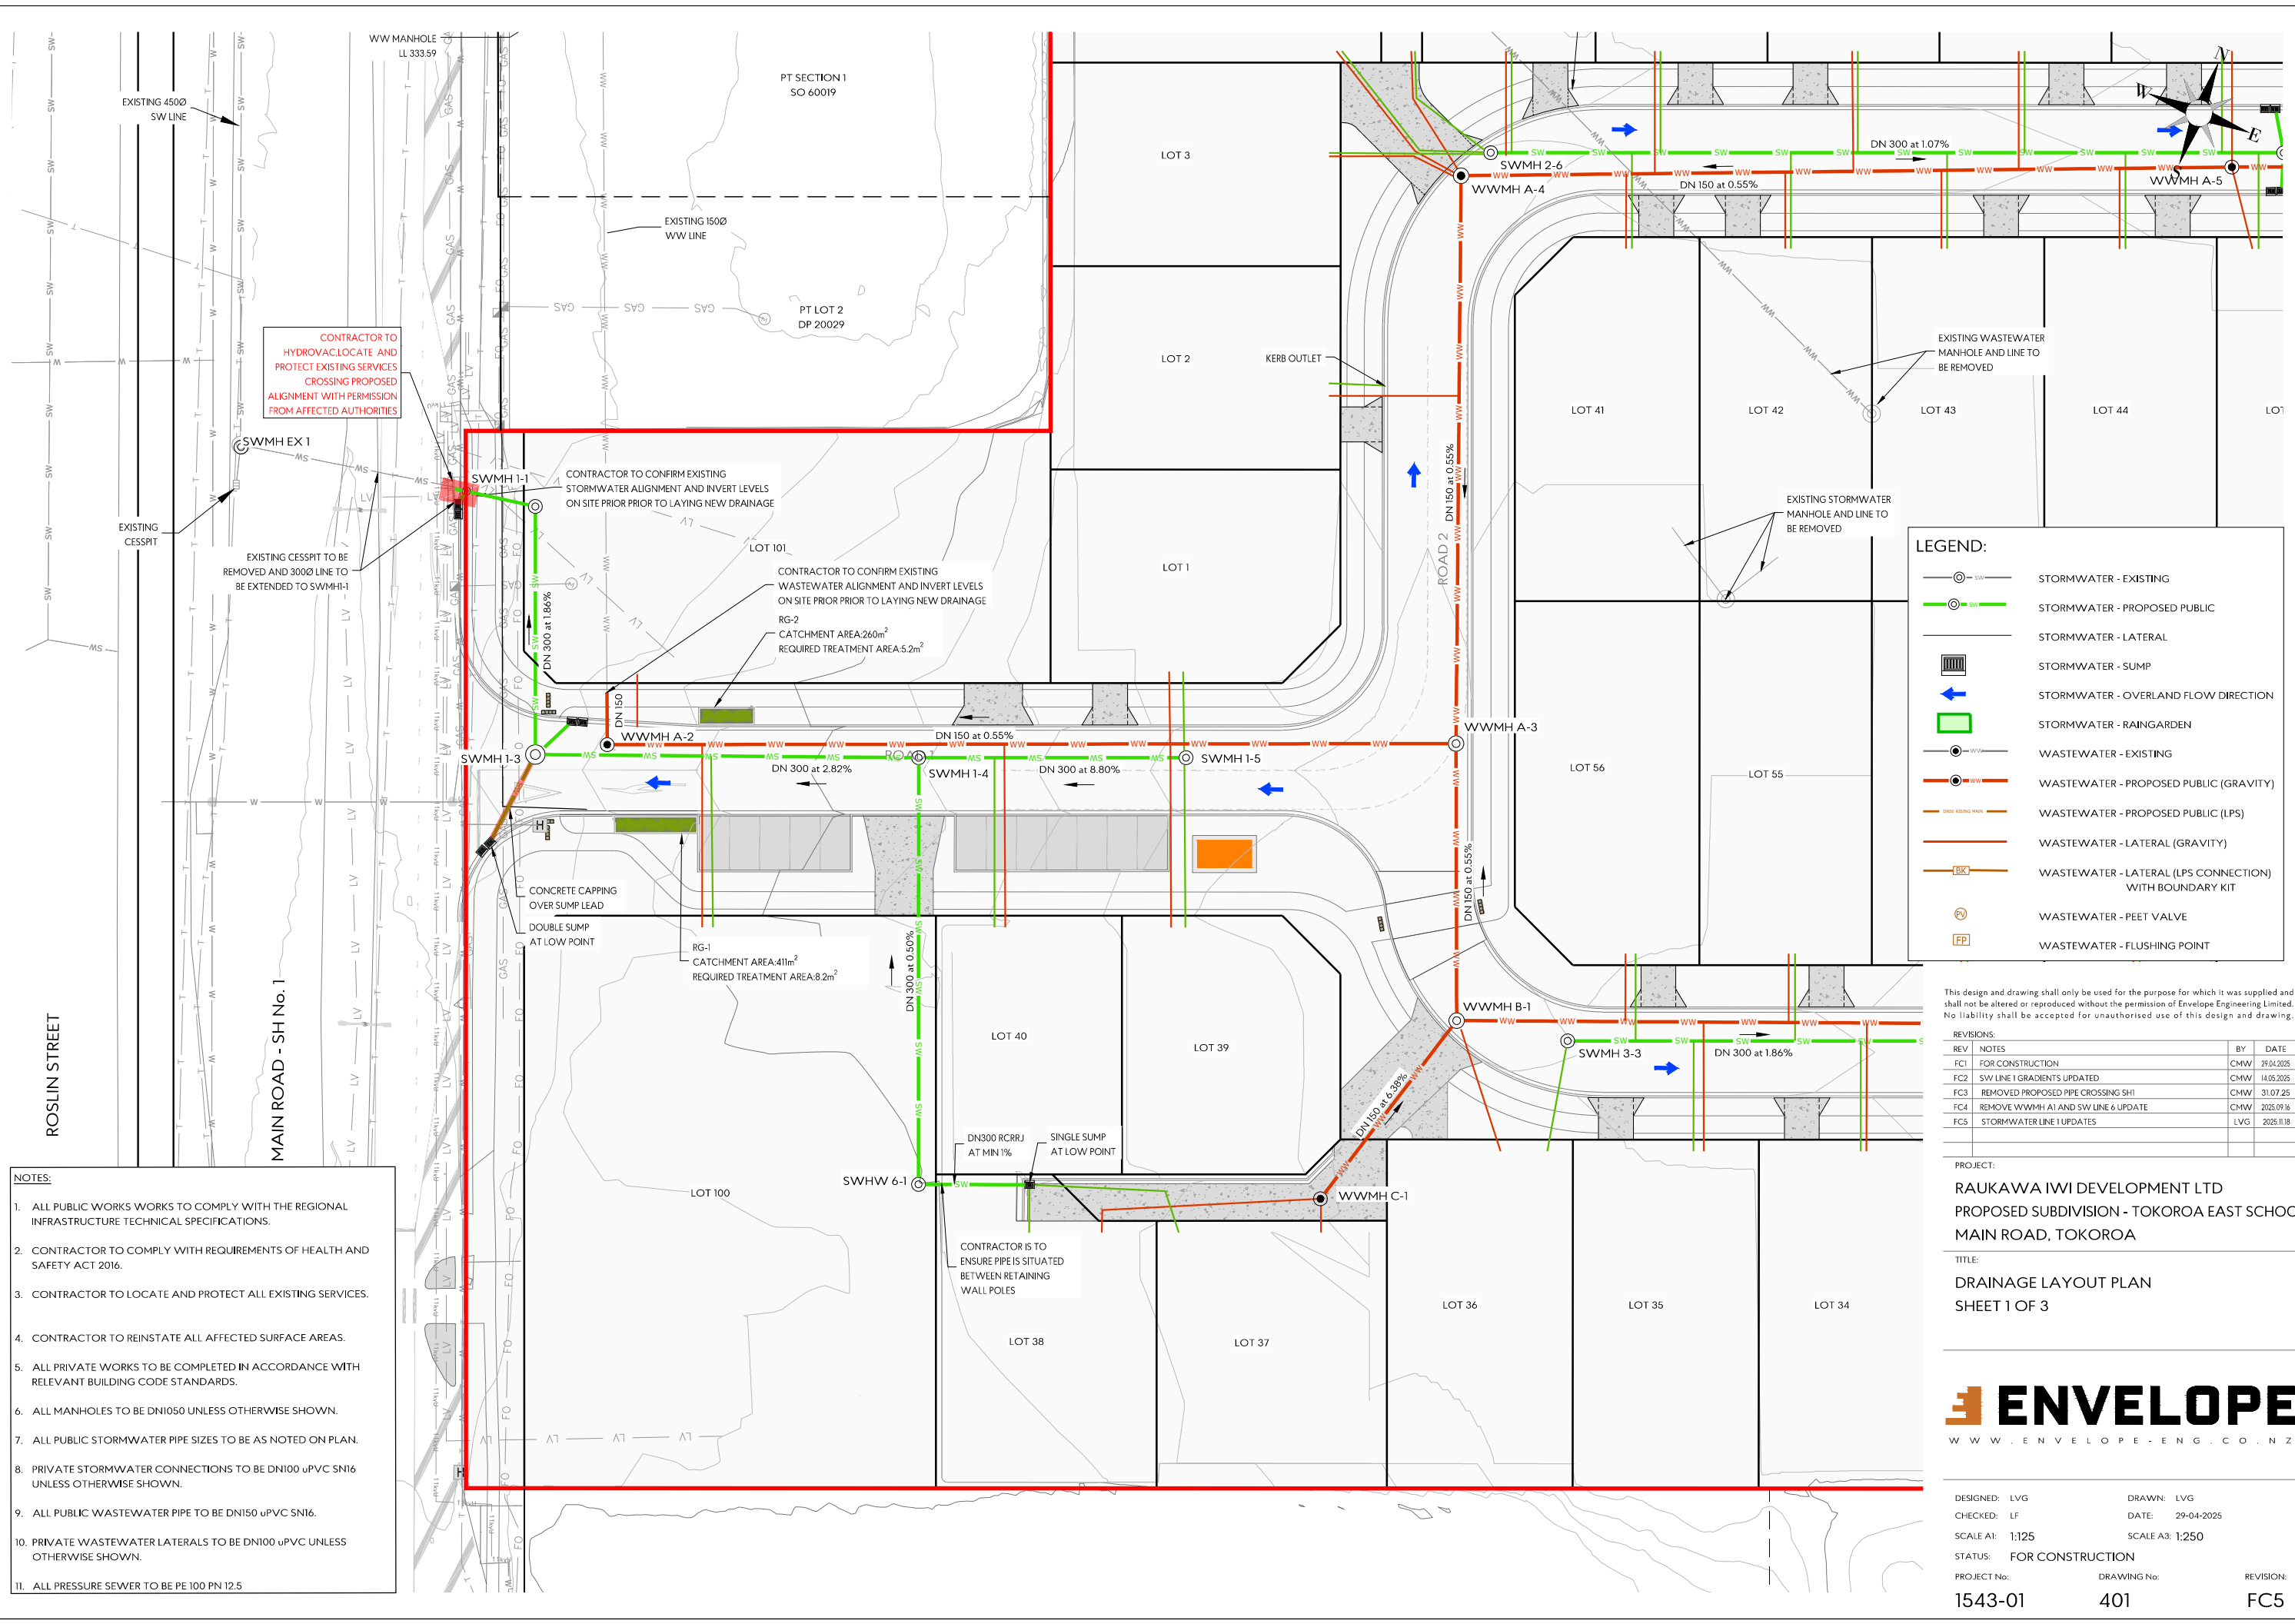 WW MANHOLE
LL 333.59
EXISTING 450Ø
SW LINE
PT SECTION 1
SO 60019
EXISTING 150Ø
WW LINE
PT LOT 2
DP 20029
LOT 3
LOT 2
LOT 1
KERB OUTLET
SWMH 2-6
WWMH A-4
DN 300 at 1.07%
DN 150 at 0.55%
WWMH A-5
N
W
E
S
CONTRACTOR TO
HYDROVAC,LOCATE AND
PROTECT EXISTING SERVICES
CROSSING PROPOSED
ALIGNMENT WITH PERMISSION
FROM AFFECTED AUTHORITIES
SWMH EX 1
SWMH 1-1
EXISTING
CESSPIT
EXISTING CESSPIT TO BE
REMOVED AND 300Ø LINE TO
BE EXTENDED TO SWMH1-1
CONTRACTOR TO CONFIRM EXISTING
STORMWATER ALIGNMENT AND INVERT LEVELS
ON SITE PRIOR PRIOR TO LAYING NEW DRAINAGE
LOT 101
CONTRACTOR TO CONFIRM EXISTING
WASTEWATER ALIGNMENT AND INVERT LEVELS
ON SITE PRIOR PRIOR TO LAYING NEW DRAINAGE
RG-2
CATCHMENT AREA:260m²
REQUIRED TREATMENT AREA:5.2m²
DN 300 at 1.86%
DN 150
WWMH A-2
DN 150 at 0.55%
ROAD 1
SWMH 1-3
DN 300 at 2.82%
SWMH 1-4
DN 300 at 8.80%
SWMH 1-5
WWMH A-3
DN 150 at 0.55%
ROAD 2
DN 150 at 0.55%
EXISTING WASTEWATER
MANHOLE AND LINE TO
BE REMOVED
LOT 41
LOT 42
LOT 43
LOT 44
EXISTING STORMWATER
MANHOLE AND LINE TO
BE REMOVED
LOT 56
LOT 55
CONCRETE CAPPING
OVER SUMP LEAD
DOUBLE SUMP
AT LOW POINT
RG-1
CATCHMENT AREA:411m²
REQUIRED TREATMENT AREA:8.2m²
DN 300 at 0.50%
LOT 40
LOT 39
WWMH B-1
SWMH 3-3
DN 300 at 1.86%
DN 150 at 6.38%
DN300 RCRRJ
AT MIN 1%
SINGLE SUMP
AT LOW POINT
SWHW 6-1
WWMH C-1
LOT 100
CONTRACTOR IS TO
ENSURE PIPE IS SITUATED
BETWEEN RETAINING
WALL POLES
LOT 38
LOT 37
LOT 36
LOT 35
LOT 34
ROSLIN STREET
MAIN ROAD - SH No. 1
NOTES:
1. ALL PUBLIC WORKS WORKS TO COMPLY WITH THE REGIONAL
INFRASTRUCTURE TECHNICAL SPECIFICATIONS.
2. CONTRACTOR TO COMPLY WITH REQUIREMENTS OF HEALTH AND
SAFETY ACT 2016.
3. CONTRACTOR TO LOCATE AND PROTECT ALL EXISTING SERVICES.
4. CONTRACTOR TO REINSTATE ALL AFFECTED SURFACE AREAS.
5. ALL PRIVATE WORKS TO BE COMPLETED IN ACCORDANCE WITH
RELEVANT BUILDING CODE STANDARDS.
6. ALL MANHOLES TO BE DN1050 UNLESS OTHERWISE SHOWN.
7. ALL PUBLIC STORMWATER PIPE SIZES TO BE AS NOTED ON PLAN.
8. PRIVATE STORMWATER CONNECTIONS TO BE DN100 uPVC SN16
UNLESS OTHERWISE SHOWN.
9. ALL PUBLIC WASTEWATER PIPE TO BE DN150 uPVC SN16.
10. PRIVATE WASTEWATER LATERALS TO BE DN100 uPVC UNLESS
OTHERWISE SHOWN.
11. ALL PRESSURE SEWER TO BE PE 100 PN 12.5
LEGEND:
STORMWATER - EXISTING
STORMWATER - PROPOSED PUBLIC
STORMWATER - LATERAL
STORMWATER - SUMP
STORMWATER - OVERLAND FLOW DIRECTION
STORMWATER - RAINGARDEN
WASTEWATER - EXISTING
WASTEWATER - PROPOSED PUBLIC (GRAVITY)
WASTEWATER - PROPOSED PUBLIC (LPS)
WASTEWATER - LATERAL (GRAVITY)
BK WASTEWATER - LATERAL (LPS CONNECTION)
WITH BOUNDARY KIT
PV WASTEWATER - PEET VALVE
FP WASTEWATER - FLUSHING POINT
This design and drawing shall only be used for the purpose for which it was supplied and
shall not be altered or reproduced without the permission of Envelope Engineering Limited.
No liability shall be accepted for unauthorised use of this design and drawing.
REVISIONS:
REV NOTES BY DATE
FC1 FOR CONSTRUCTION CMW 29.04.2025
FC2 SW LINE 1 GRADIENTS UPDATED CMW 14.05.2025
FC3 REMOVED PROPOSED PIPE CROSSING SH1 CMW 31.07.25
FC4 REMOVE WWMH A1 AND SW LINE 6 UPDATE CMW 2025.09.16
FC5 STORMWATER LINE 1 UPDATES LVG 2025.11.18
PROJECT:
RAUKAWA IWI DEVELOPMENT LTD
PROPOSED SUBDIVISION - TOKOROA EAST SCHOO
MAIN ROAD, TOKOROA
TITLE:
DRAINAGE LAYOUT PLAN
SHEET 1 OF 3
ENVELOPE
WWW.ENVELOPE-ENG.CO.NZ
DESIGNED: LVG DRAWN: LVG
CHECKED: LF DATE: 29-04-2025
SCALE A1: 1:125 SCALE A3: 1:250
STATUS: FOR CONSTRUCTION
PROJECT No: DRAWING No: REVISION:
1543-01 401 FC5